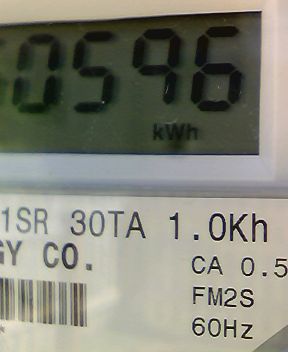 0596
kWh
1SR 30TA 1.0Kh
GY CO.
CA 0.5
FM2S
60Hz